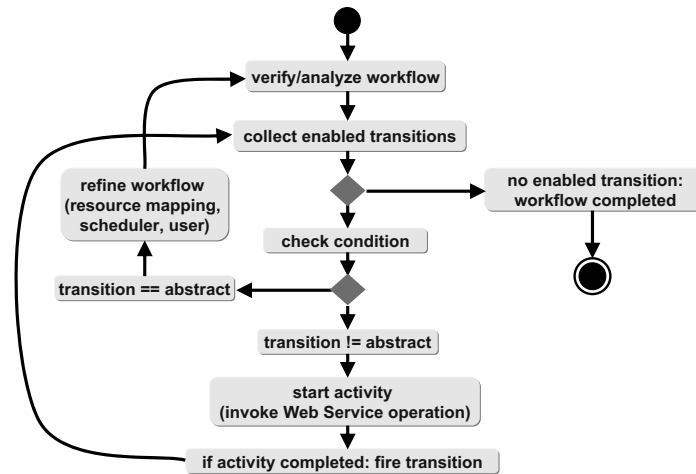 verify/analyze workflow
collect enabled transitions
refine workflow
(resource mapping,
scheduler, user)
no enabled transition:
workflow completed
check condition
transition == abstract
transition != abstract
start activity
(invoke Web Service operation)
if activity completed: fire transition